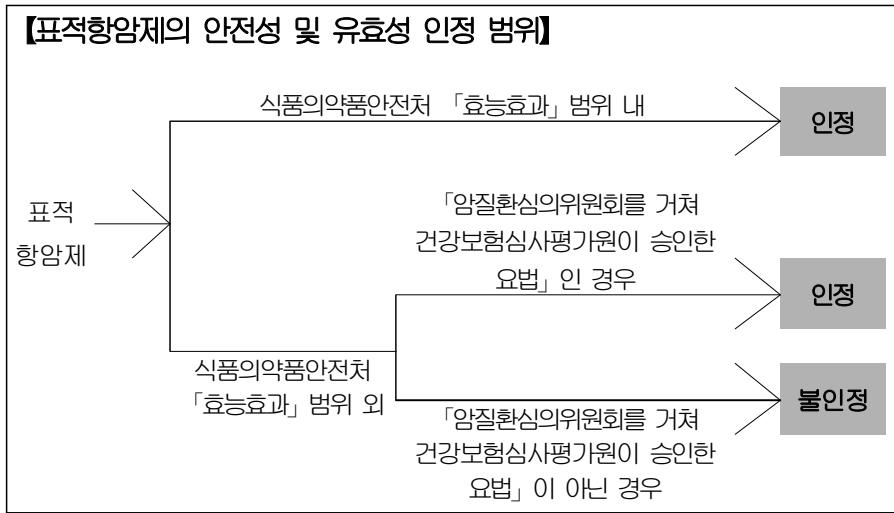 【표적항암제의 안전성 및 유효성 인정 범위】
식품의약품안전처 「효능효과」범위 내
인정
표적
항암제
「암질환심의위원회를 거쳐
건강보험심사평가원이 승인한
요법」인 경우
인정
식품의약품안전처
「효능효과」범위 외
불인정
「암질환심의위원회를 거쳐
건강보험심사평가원이 승인한
요법」이 아닌 경우